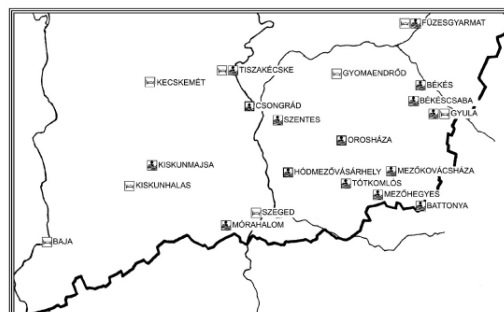 FÜZESGYARMAT
TISZAKÉCSKE
GYOMAENDRŐD
KECSKEMÉT
BÉKÉS
BÉKÉSCSABA
CSONGRÁD
GYULA
SZENTES
OROSHÁZA
KISKUNMAJSA
HÓDMEZŐVÁSÁRHELY
MEZŐKOVÁCSHÁZA
TÓTKOMLÓS
KISKUNHALAS
MEZŐHEGYES
BATTONYA
SZEGED
MÓRAHALOM
BAJA